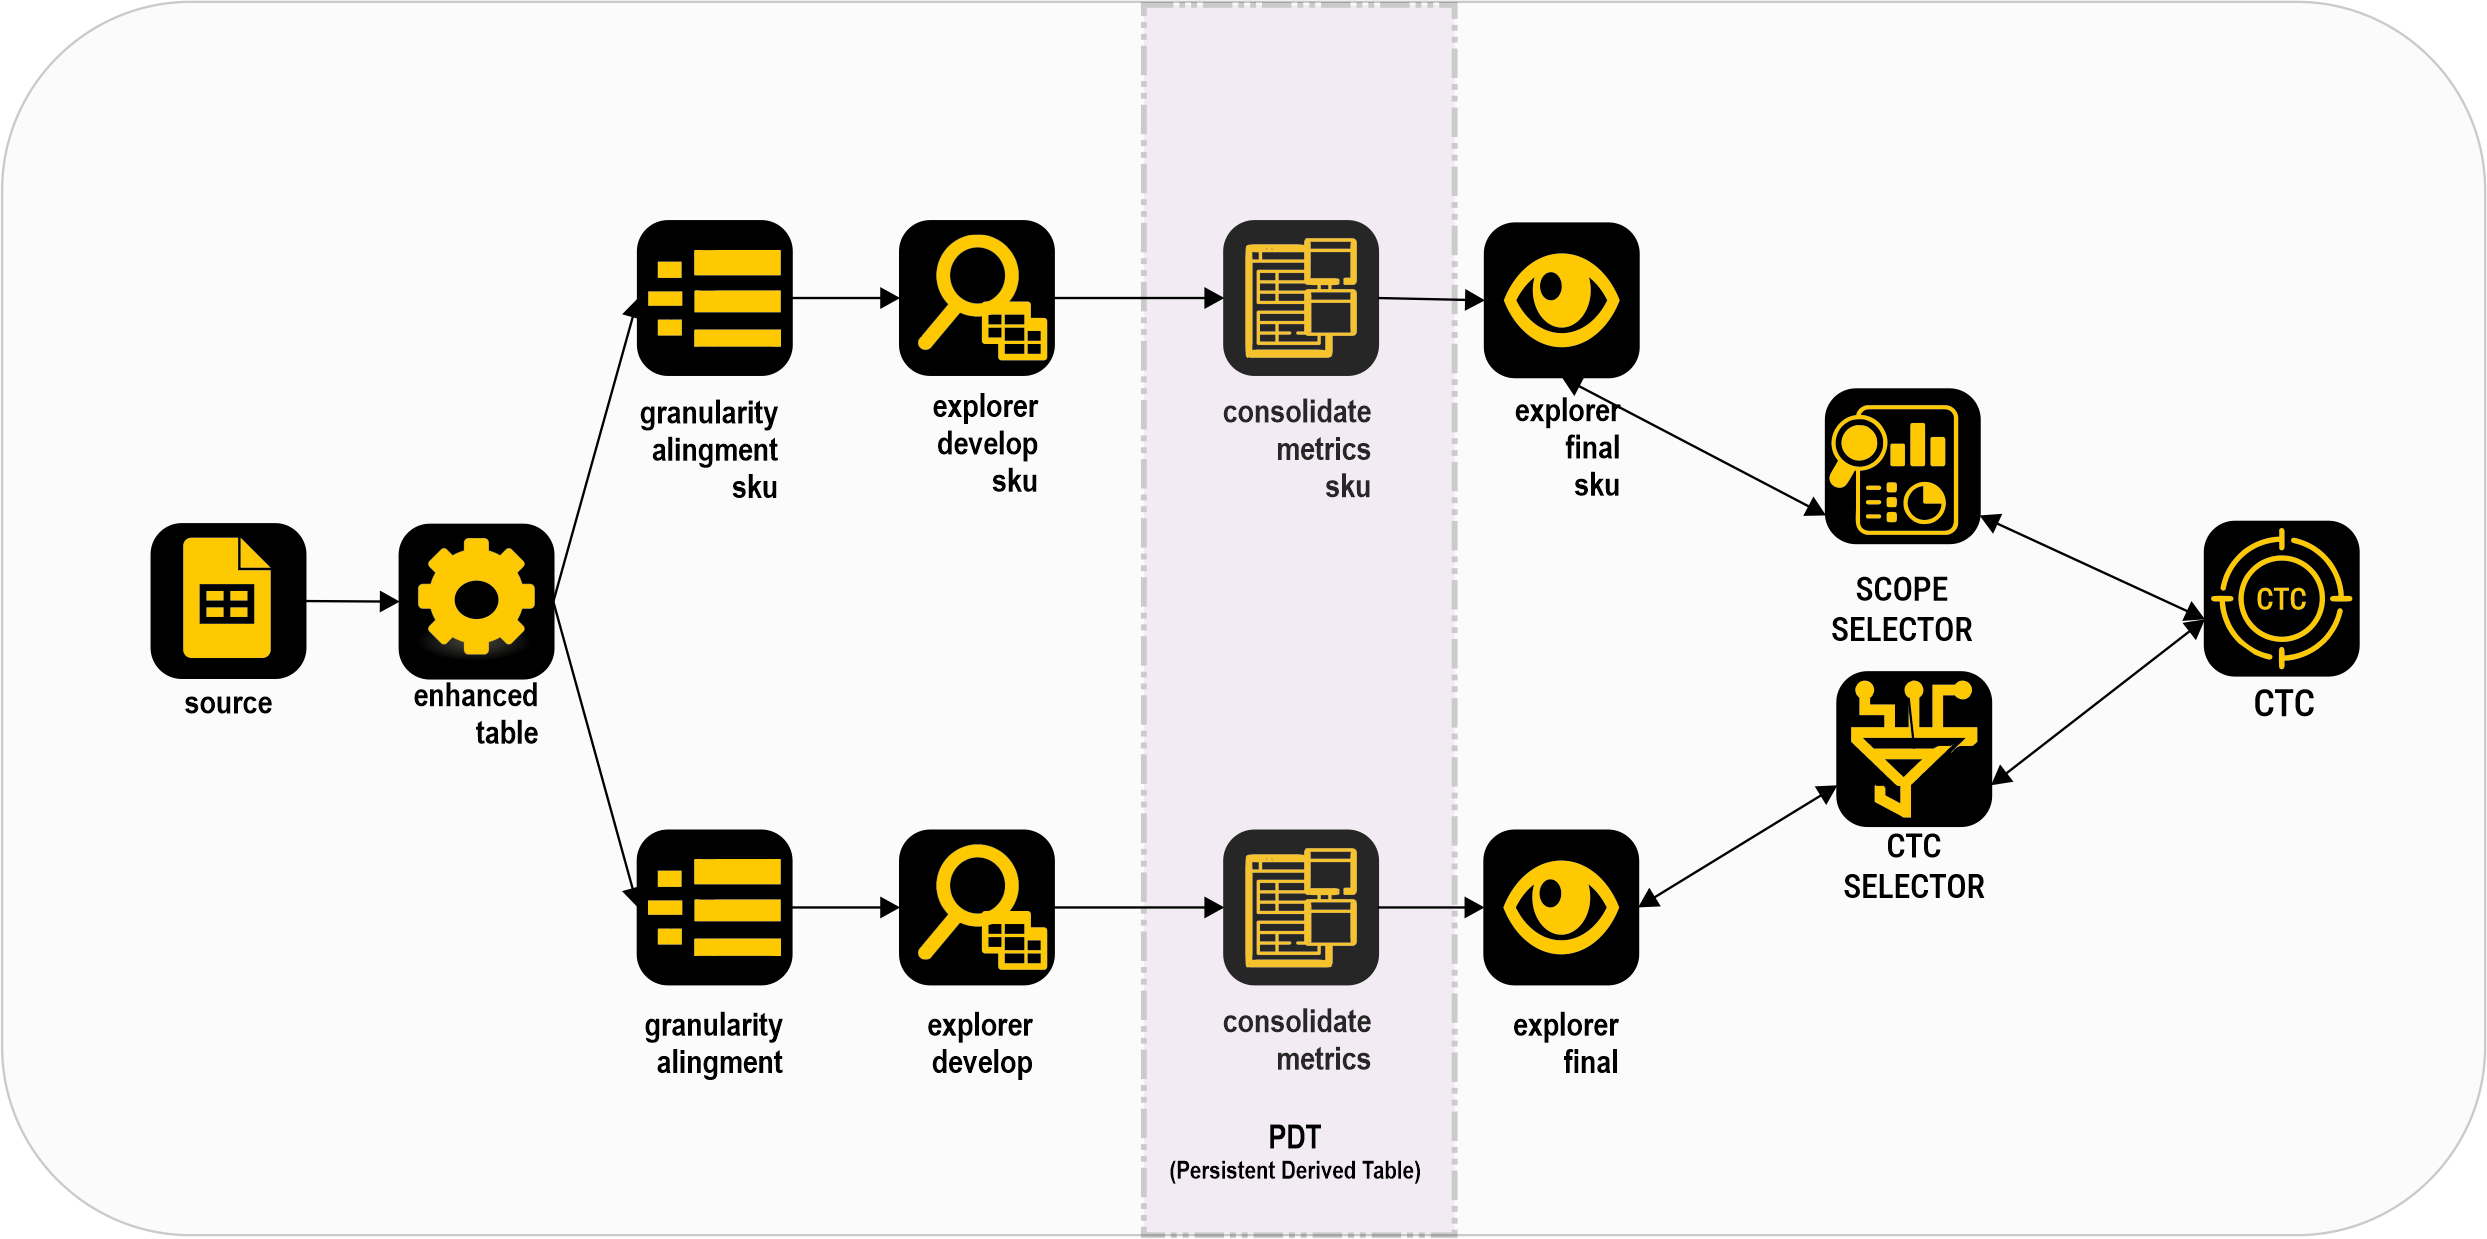 source
enhanced
table
granularity
alingment
sku
explorer
develop
sku
consolidate
metrics
sku
explorer
final
sku
SCOPE
SELECTOR
CTC
CTC
CTC
SELECTOR
granularity
alingment
explorer
develop
consolidate
metrics
explorer
final
PDT
(Persistent Derived Table)